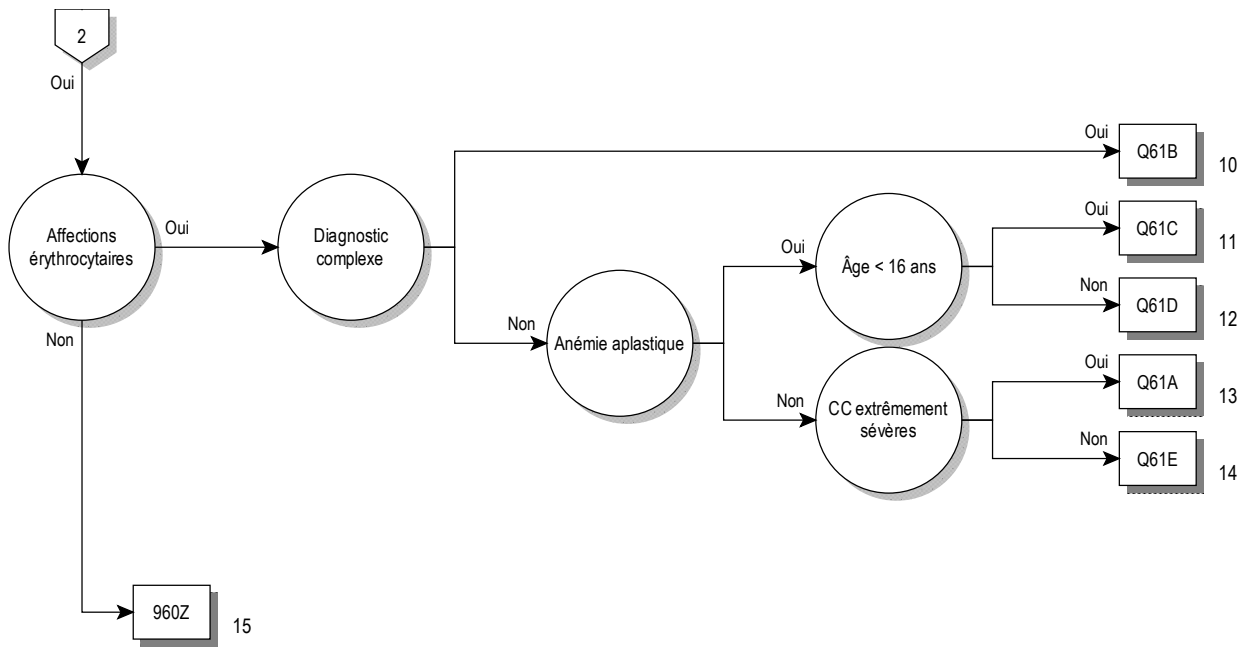 2
Oui
Oui
Q61B
10
Affections
érythrocytaires
Oui
Diagnostic
complexe
Oui
Âge < 16 ans
Oui
Q61C
11
Non
Q61D
12
Non
Non
Anémie aplastique
Non
CC extrêmement
sévères
Oui
Q61A
13
Non
Q61E
14
960Z
15